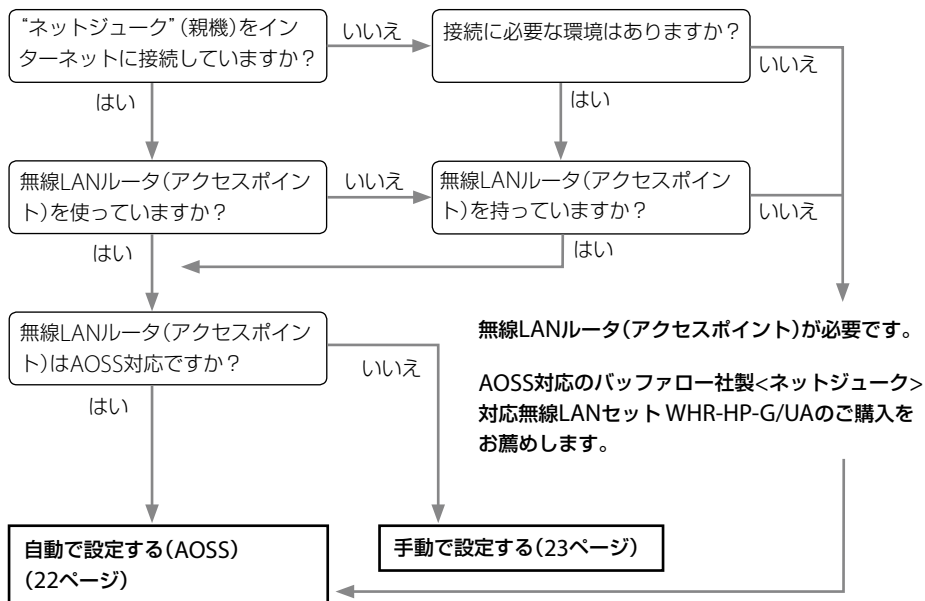 “ネットジューク”(親機)をイン
ターネットに接続していますか？
いいえ
接続に必要な環境はありますか？
いいえ
はい
はい
無線LANルータ(アクセスポイン
ト)を使っていますか？
いいえ
無線LANルータ(アクセスポイン
ト)を持っていますか？
いいえ
はい
はい
無線LANルータ(アクセスポイン
ト)はAOSS対応ですか？
いいえ
はい
無線LANルータ(アクセスポイント)が必要です。
AOSS対応のバッファロー社製<ネットジューク>
対応無線LANセット WHR-HP-G/UAのご購入を
お薦めします。
自動で設定する(AOSS)
(22ページ)
手動で設定する(23ページ)